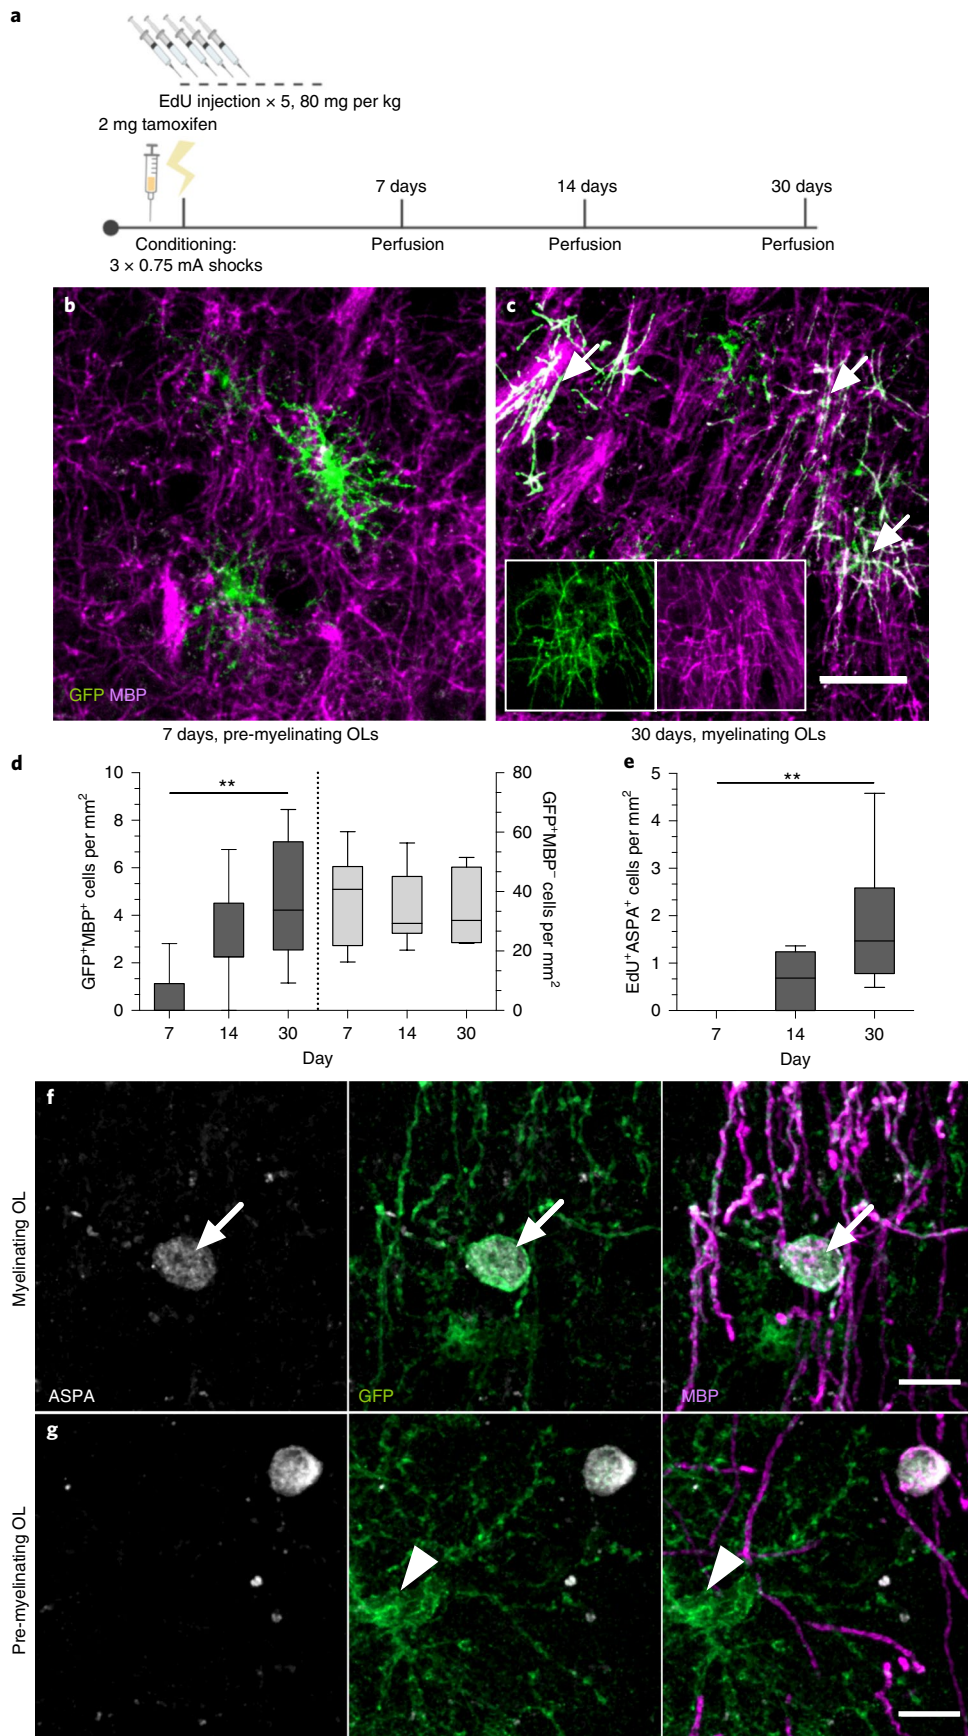 a
EdU injection × 5, 80 mg per kg
2 mg tamoxifen
7 days
14 days
30 days
Conditioning:
3 × 0.75 mA shocks
Perfusion
Perfusion
Perfusion
b
GFP MBP
7 days, pre-myelinating OLs
c
30 days, myelinating OLs
d
GFP⁺MBP⁺ cells per mm²
10
8
6
4
2
0
**
80
60
40
20
0
GFP⁺MBP⁻ cells per mm²
7
14
30
7
14
30
Day
e
EdU⁺ASPA⁺ cells per mm²
5
4
3
2
1
0
**
7
14
30
Day
f
Myelinating OL
ASPA
GFP
MBP
g
Pre-myelinating OL